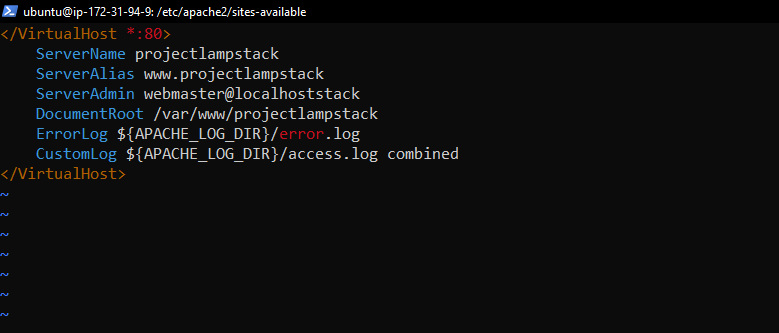 ubuntu@ip-172-31-94-9: /etc/apache2/sites-available
</VirtualHost *:80>
    ServerName projectlampstack
    ServerAlias www.projectlampstack
    ServerAdmin webmaster@localhoststack
    DocumentRoot /var/www/projectlampstack
    ErrorLog ${APACHE_LOG_DIR}/error.log
    CustomLog ${APACHE_LOG_DIR}/access.log combined
</VirtualHost>
~
~
~
~
~
~
~